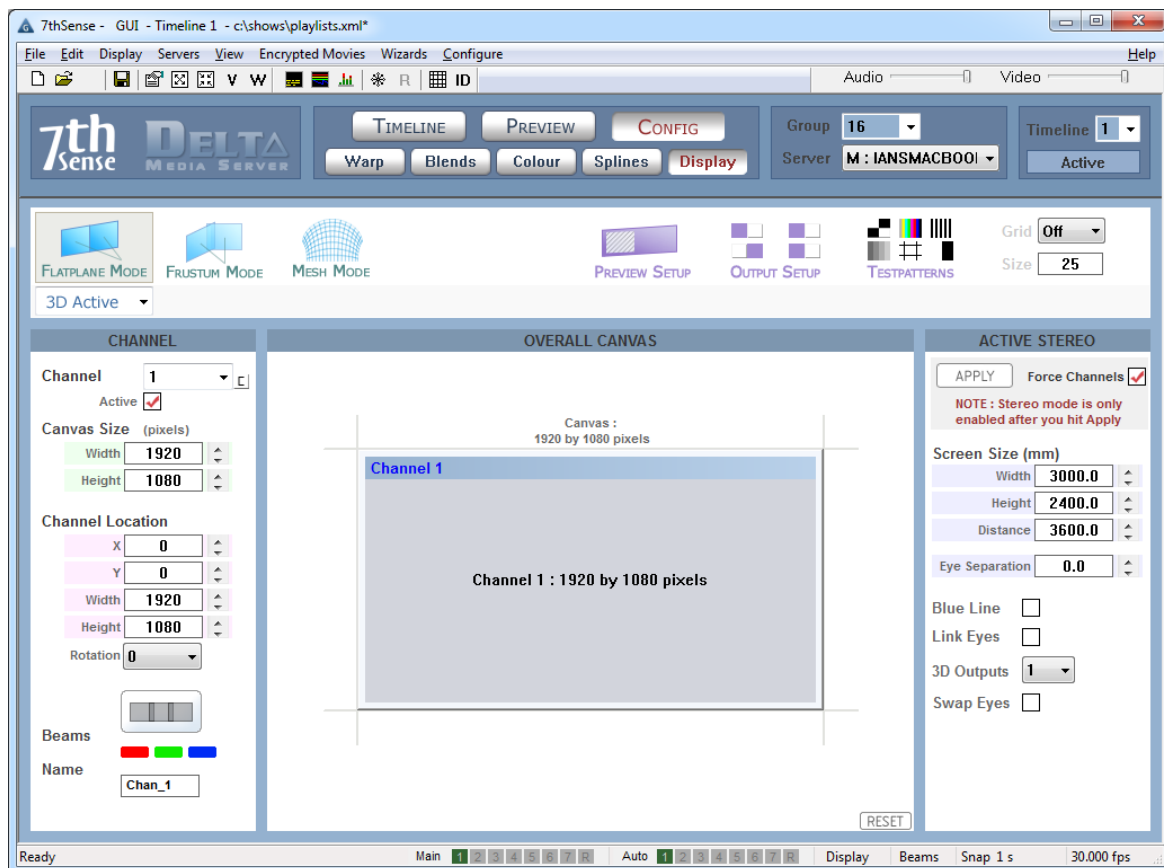 7thSense - GUI - Timeline 1 - c:\shows\playlists.xml*
File Edit Display Servers View Encrypted Movies Wizards Configure Help
V W R ID Audio Video
7th Sense DELTA MEDIA SERVER
TIMELINE PREVIEW CONFIG
Warp Blends Colour Splines Display
Group 16
Server M : IANSMACBOOI
Timeline 1
Active
FLATPLANE MODE FRUSTUM MODE MESH MODE PREVIEW SETUP OUTPUT SETUP TESTPATTERNS
Grid Off
Size 25
3D Active
CHANNEL
Channel 1
Active
Canvas Size (pixels)
Width 1920
Height 1080
Channel Location
X 0
Y 0
Width 1920
Height 1080
Rotation 0
Beams
Name
Chan_1
OVERALL CANVAS
Canvas :
1920 by 1080 pixels
Channel 1
Channel 1 : 1920 by 1080 pixels
RESET
ACTIVE STEREO
APPLY Force Channels
NOTE : Stereo mode is only
enabled after you hit Apply
Screen Size (mm)
Width 3000.0
Height 2400.0
Distance 3600.0
Eye Separation 0.0
Blue Line
Link Eyes
3D Outputs 1
Swap Eyes
Ready Main 1 2 3 4 5 6 7 R Auto 1 2 3 4 5 6 7 R Display Beams Snap 1 s 30.000 fps